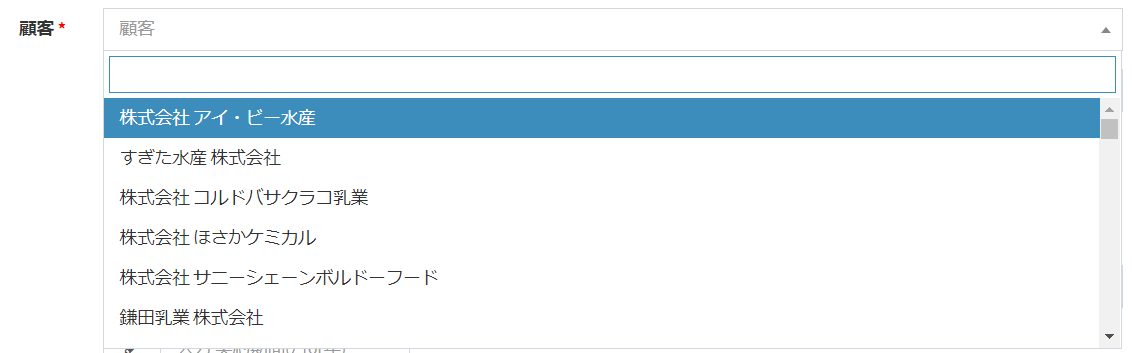 顧客 *
顧客
株式会社 アイ・ビー水産
すぎた水産 株式会社
株式会社 コルドバサクラコ乳業
株式会社 ほさかケミカル
株式会社 サニーシェーンボルドーフード
鎌田乳業 株式会社